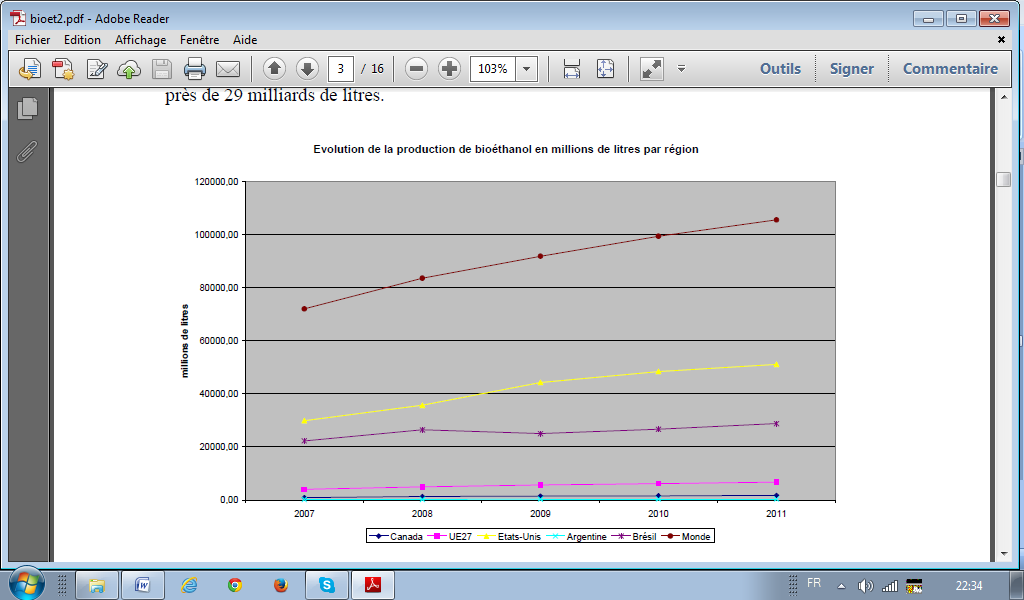 bioet2.pdf - Adobe Reader
Fichier Edition Affichage Fenêtre Aide
3 / 16 103% Outils Signer Commentaire
près de 29 milliards de litres.
Evolution de la production de bioéthanol en millions de litres par région
120000,00
100000,00
80000,00
60000,00
40000,00
20000,00
0,00
millions de litres
2007 2008 2009 2010 2011
Canada UE27 Etats-Unis Argentine Brésil Monde
FR 22:34